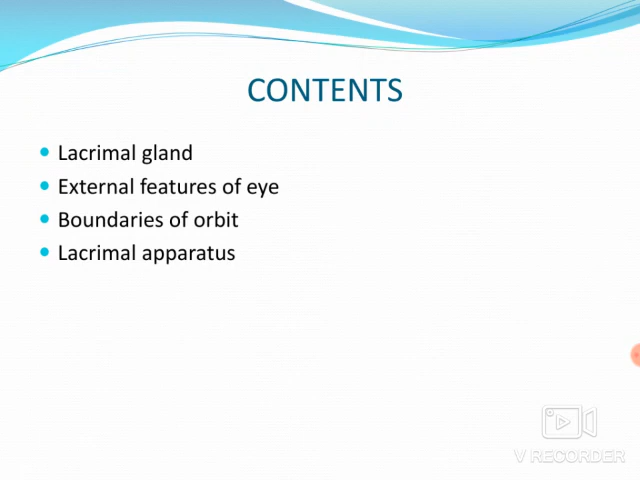 CONTENTS
Lacrimal gland
External features of eye
Boundaries of orbit
Lacrimal apparatus
V RECORDER